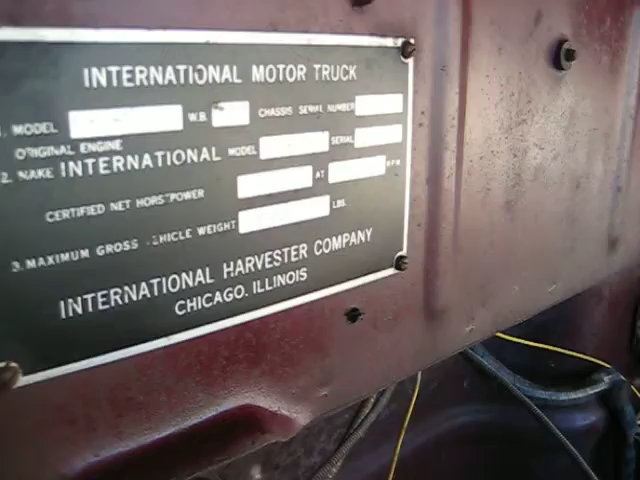 INTERNATIONAL MOTOR TRUCK
1. MODEL W.B. CHASSIS SERIAL NUMBER
ORIGINAL ENGINE
2. MAKE INTERNATIONAL MODEL SERIAL
CERTIFIED NET HORSEPOWER AT R.P.M.
3. MAXIMUM GROSS VEHICLE WEIGHT LBS.
INTERNATIONAL HARVESTER COMPANY
CHICAGO, ILLINOIS